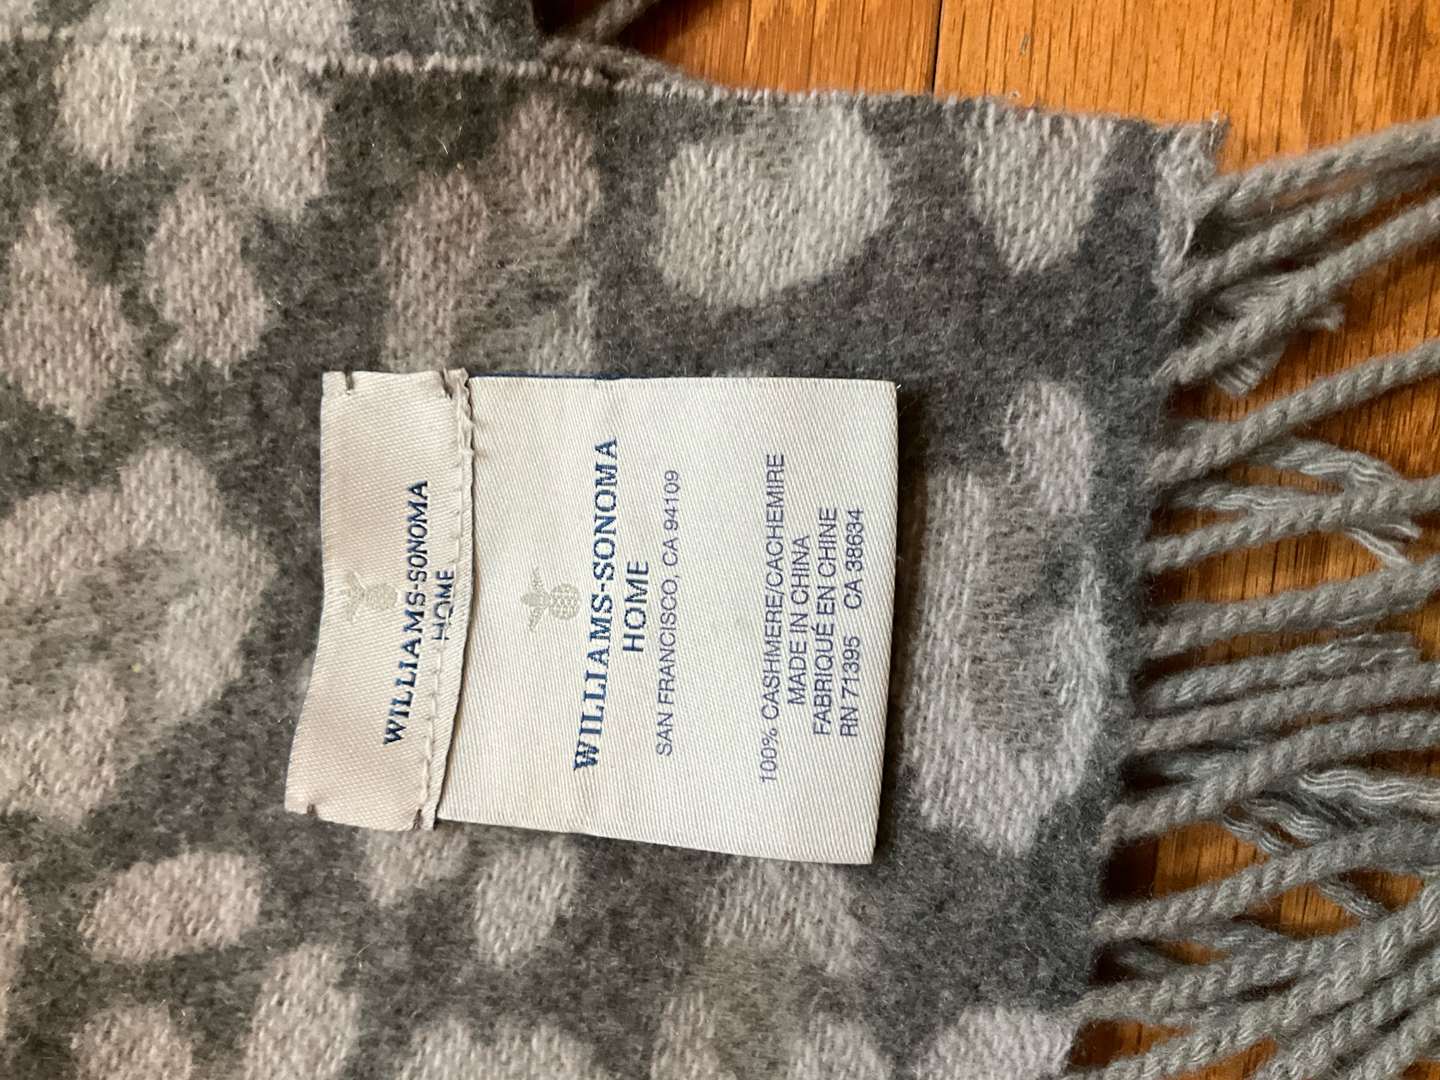 WILLIAMS-SONOMA
HOME
WILLIAMS-SONOMA
HOME
SAN FRANCISCO, CA 94109
100% CASHMERE/CACHEMIRE
MADE IN CHINA
FABRIQUÉ EN CHINE
RN 71395 CA 38634